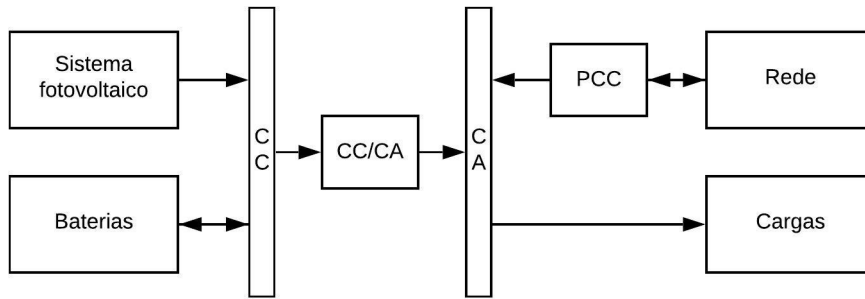 Sistema
fotovoltaico
Baterias
C
C
CC/CA
C
A
PCC
Rede
Cargas